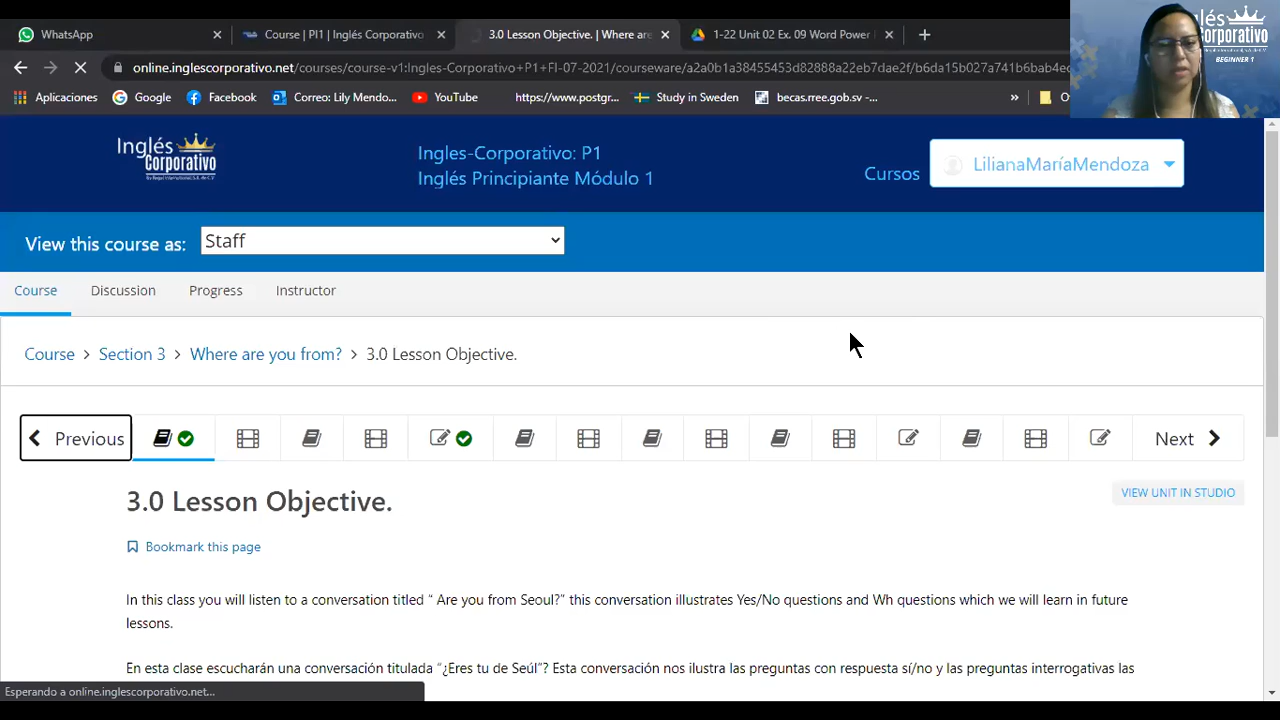 WhatsApp
Course | PI1 | Inglés Corporativo
3.0 Lesson Objective. | Where are
1-22 Unit 02 Ex. 09 Word Power
online.inglescorporativo.net/courses/course-v1:Ingles-Corporativo+
Aplicaciones
Google
Facebook
Correo: Lily Mendo...
YouTube
https://www.postgr...
Study in Sweden
becas.rree.gob.sv -...
»
Inglés
Corporativo
BEGINNER 1
Inglés
Corporativo
Ingles-Corporativo: P1
Inglés Principiante Módulo 1
Cursos
LilianaMaríaMendoza
View this course as:
Staff
Course
Discussion
Progress
Instructor
Course > Section 3 > Where are you from? > 3.0 Lesson Objective.
Previous
Next
3.0 Lesson Objective.
VIEW UNIT IN STUDIO
Bookmark this page
In this class you will listen to a conversation titled “ Are you from Seoul?” this conversation illustrates Yes/No questions and Wh questions which we will learn in future
lessons.
En esta clase escucharán una conversación titulada “¿Eres tu de Seúl”? Esta conversación nos ilustra las preguntas con respuesta sí/no y las preguntas interrogativas las
Esperando a online.inglescorporativo.net...